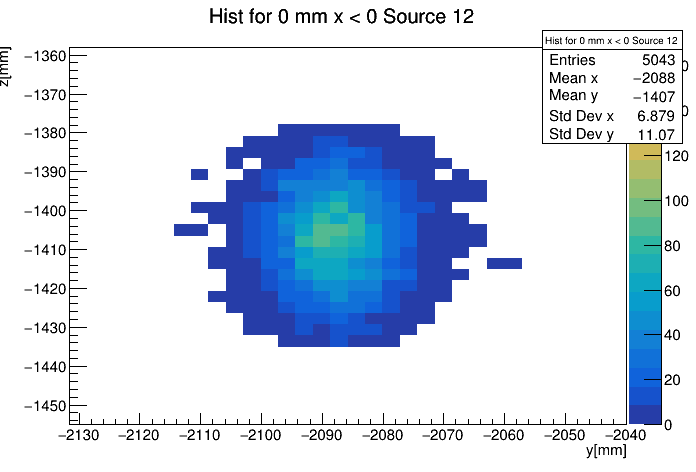 Hist for 0 mm x < 0 Source 12
Hist for 0 mm x < 0 Source 12
Entries 5043
Mean x −2088
Mean y −1407
Std Dev x 6.879
Std Dev y 11.07
z[mm]
−1360
−1370
−1380
−1390
−1400
−1410
−1420
−1430
−1440
−1450
120
100
80
60
40
20
0
−2130 −2120 −2110 −2100 −2090 −2080 −2070 −2060 −2050 −2040
y[mm]